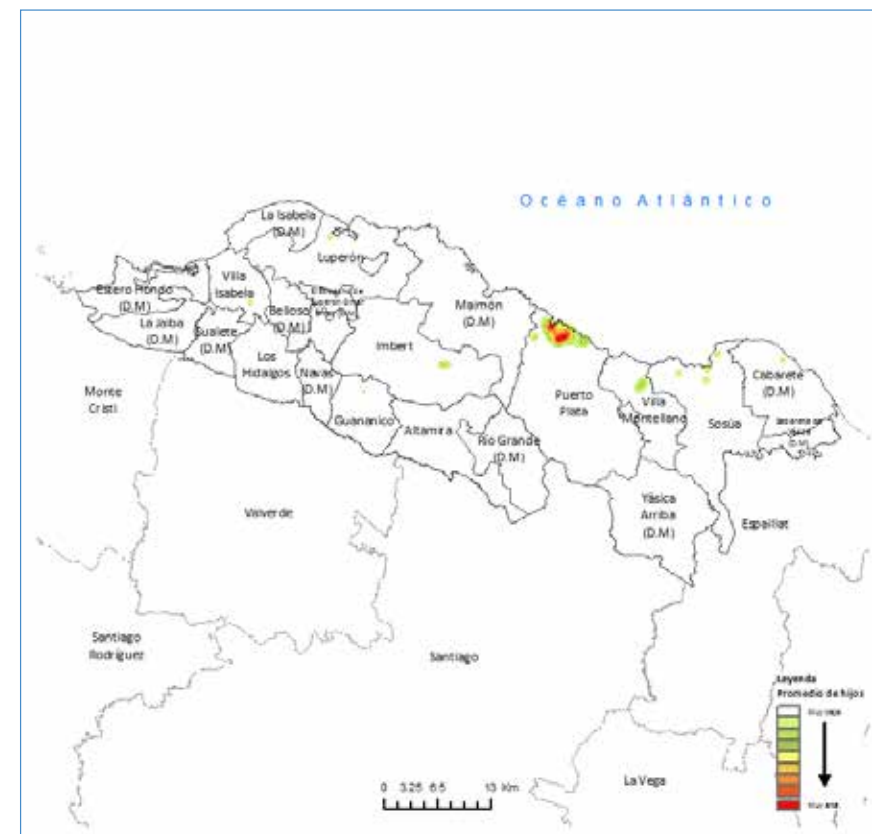 Océano Atlántico
La Isabela
(D.M)
Luperón
Villa
Isabela
Estero Hondo
(D.M)
Belloso
(D.M)
Maimón
(D.M)
La Jaiba
(D.M)
Gualete
(D.M)
Imbert
Los
Hidalgos
Navas
(D.M)
Cabarete
(D.M)
Monte
Cristi
Puerto
Plata
Villa
Montellano
Guananico
Sosúa
Altamira
Río Grande
(D.M)
(D.M)
Yásica
Arriba
(D.M)
Valverde
Espaillat
Santiago
Rodríguez
Santiago
Leyenda
Promedio de hijos
La Vega
0 3.25 6.5 13 Km